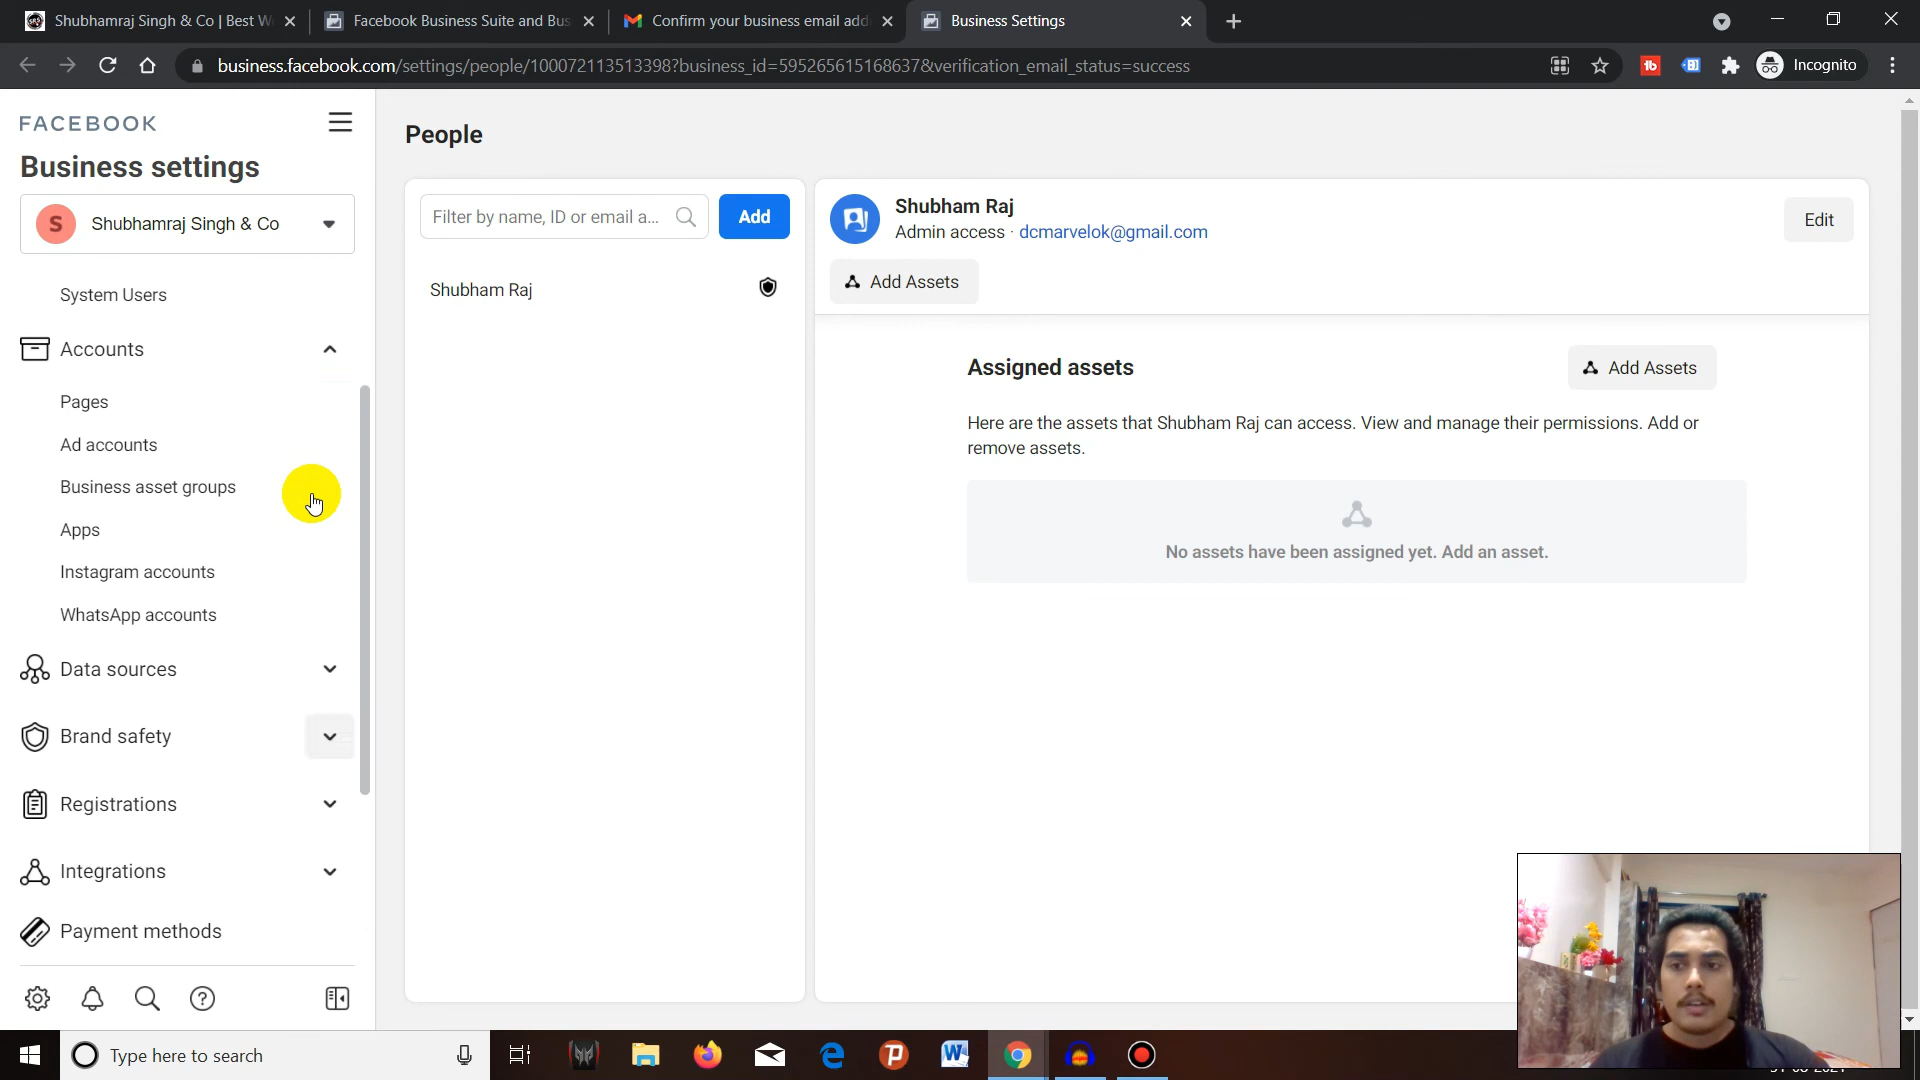 Shubhamraj Singh & Co | Best W
Facebook Business Suite and Bus
Confirm your business email add
Business Settings
business.facebook.com/settings/people/100072113513398?business_id=595265615168637&verification_email_status=success
Incognito
FACEBOOK
Business settings
S
Shubhamraj Singh & Co
System Users
Accounts
Pages
Ad accounts
Business asset groups
Apps
Instagram accounts
WhatsApp accounts
Data sources
Brand safety
Registrations
Integrations
Payment methods
People
Filter by name, ID or email a...
Add
Shubham Raj
Shubham Raj
Admin access · dcmarvelok@gmail.com
Edit
Add Assets
Assigned assets
Add Assets
Here are the assets that Shubham Raj can access. View and manage their permissions. Add or
remove assets.
No assets have been assigned yet. Add an asset.
Type here to search